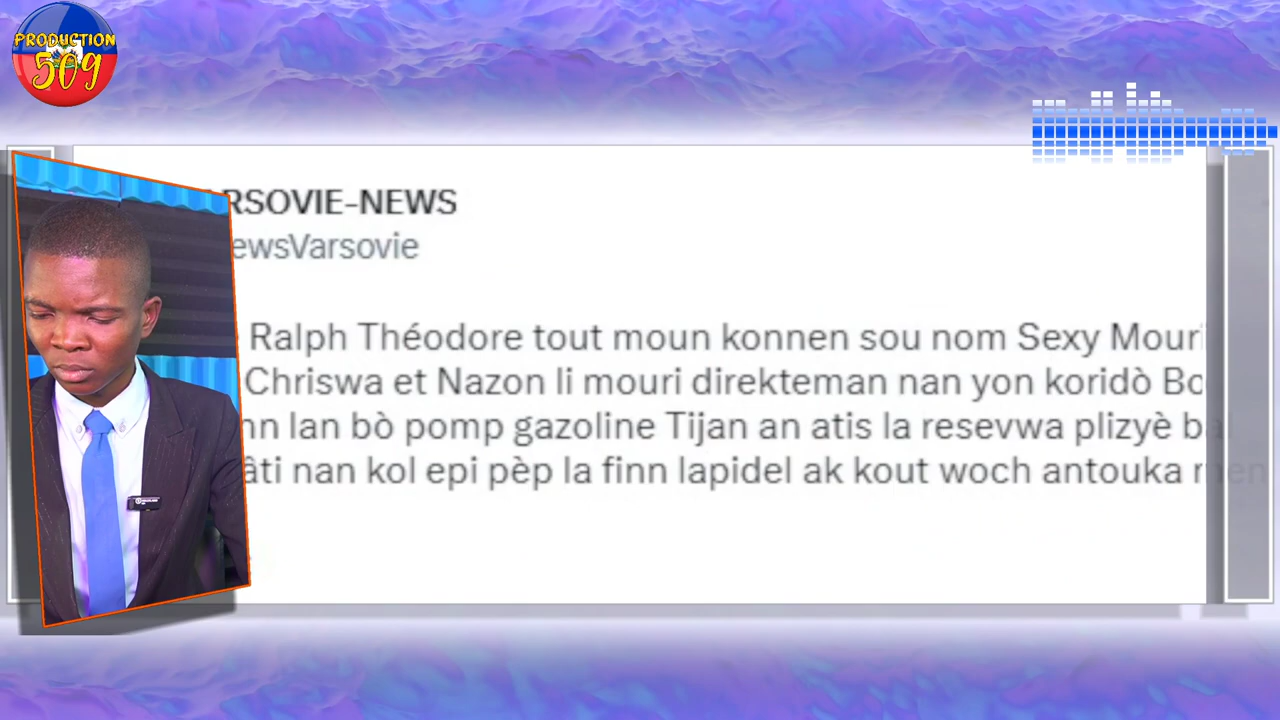 PRODUCTION
509
RSOVIE-NEWS
ewsVarsovie
Ralph Théodore tout moun konnen sou nom Sexy Mouri
Chriswa et Nazon li mouri direkteman nan yon koridò
lan bò pomp gazoline Tijan an atis la resevwa plizyè
nan kol epi pèp la finn lapidel ak kout woch antouka